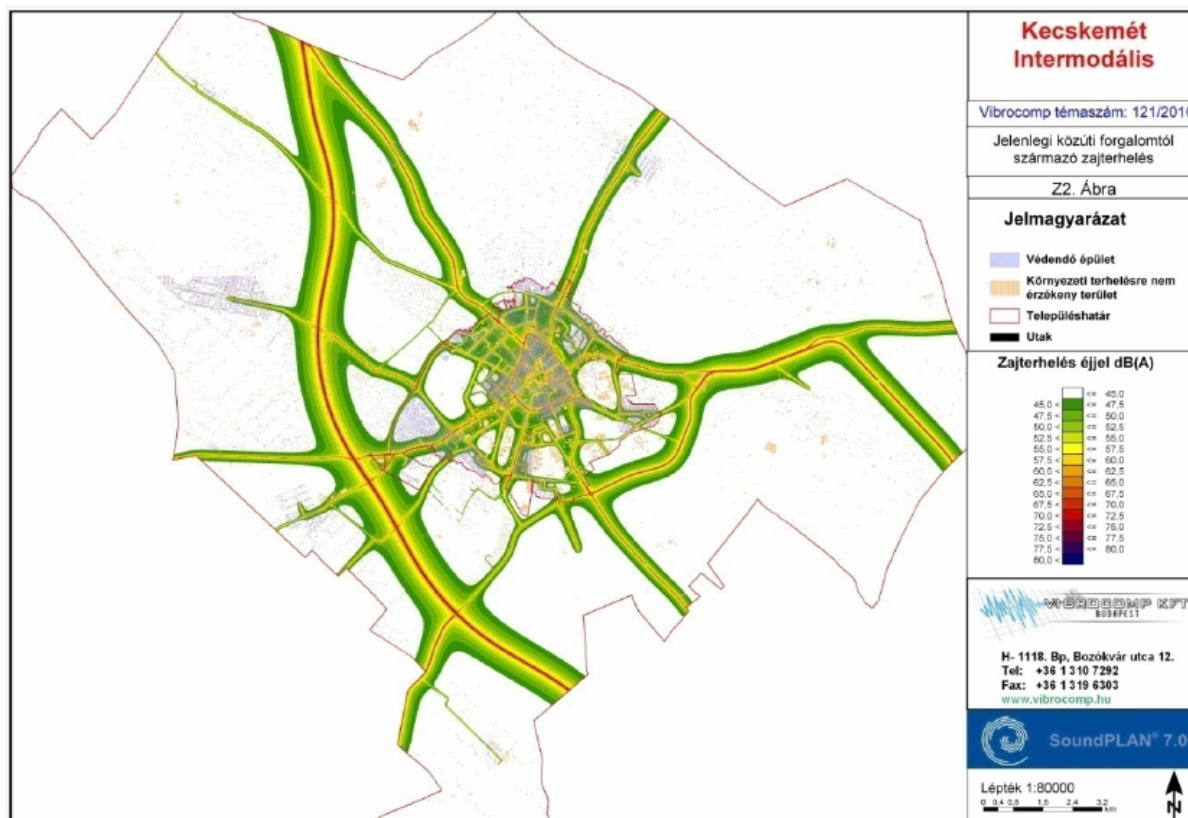 Kecskemét
Intermodális
Vibrocomp témaszám: 121/2010
Jelenlegi közúti forgalomtól
származó zajterhelés
Z2. Ábra
Jelmagyarázat
Védendő épület
Környezeti terhelésre nem
érzékeny terület
Településhatár
Utak
Zajterhelés éjjel dB(A)
<= 45,0
45,0 < <= 47,5
47,5 < <= 50,0
50,0 < <= 52,5
52,5 < <= 55,0
55,0 < <= 57,5
57,5 < <= 60,0
60,0 < <= 62,5
62,5 < <= 65,0
65,0 < <= 67,5
67,5 < <= 70,0
70,0 < <= 72,5
72,5 < <= 75,0
75,0 < <= 77,5
77,5 < <= 80,0
80,0 <
VIBROCOMP KFT
BUDAPEST
H- 1118. Bp, Bozókvár utca 12.
Tel: +36 1 310 7292
Fax: +36 1 319 6303
www.vibrocomp.hu
SoundPLAN® 7.0
Lépték 1:80000
0 0,4 0,8 1,6 2,4 3,2
km
N